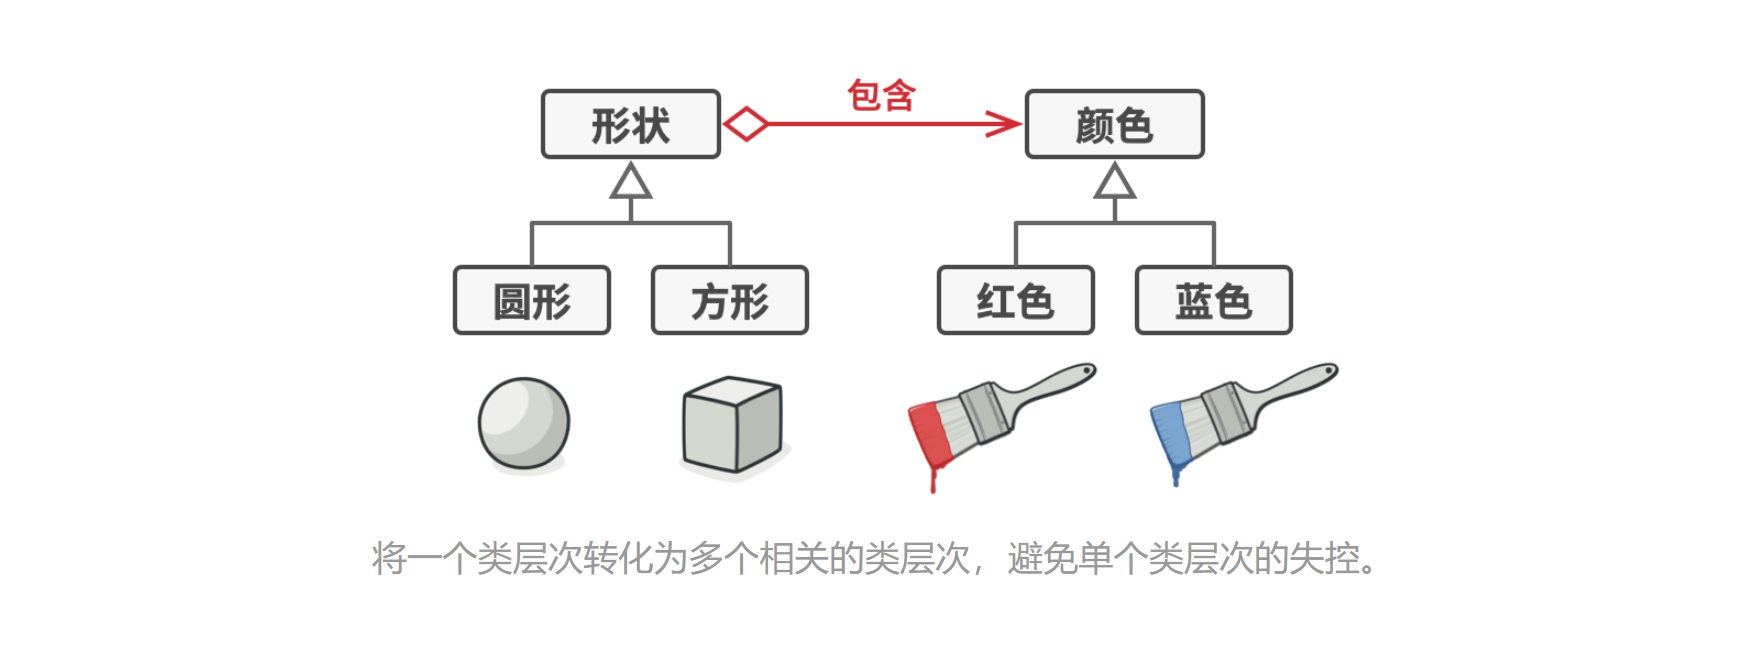 包含
形状
颜色
圆形
方形
红色
蓝色
将一个类层次转化为多个相关的类层次，避免单个类层次的失控。